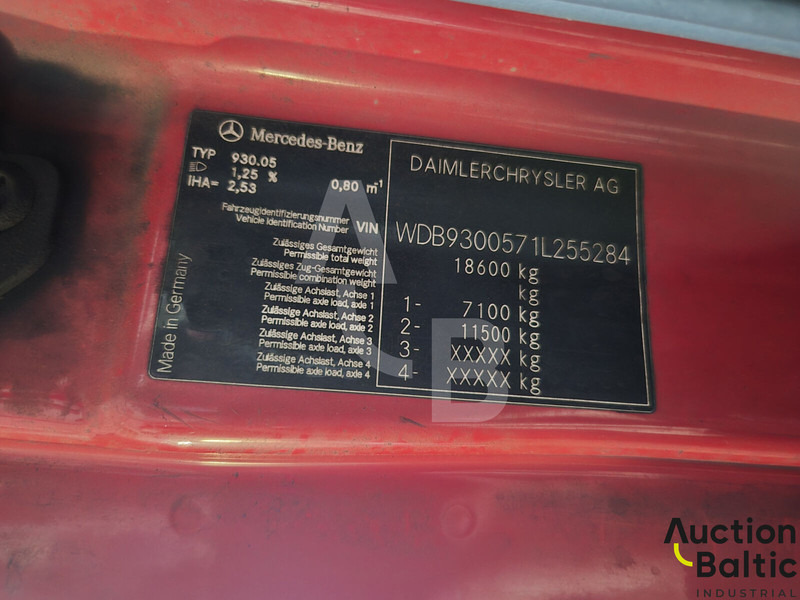 Mercedes-Benz
TYP 930.05
1,25 %
IHA= 2,53 0,80 m⁻¹
DAIMLERCHRYSLER AG
Fahrzeugidentifizierungsnummer
Vehicle Identification Number VIN WDB9300571L255284
Zulässiges Gesamtgewicht
Permissible total weight 18600 kg
Zulässiges Zug-Gesamtgewicht
Permissible combination weight kg
Zulässige Achslast, Achse 1
Permissible axle load, axle 1 1- 7100 kg
Zulässige Achslast, Achse 2
Permissible axle load, axle 2 2- 11500 kg
Zulässige Achslast, Achse 3
Permissible axle load, axle 3 3- XXXXX kg
Zulässige Achslast, Achse 4
Permissible axle load, axle 4 4- XXXXX kg
Made in Germany
A
B
Auction
Baltic
INDUSTRIAL